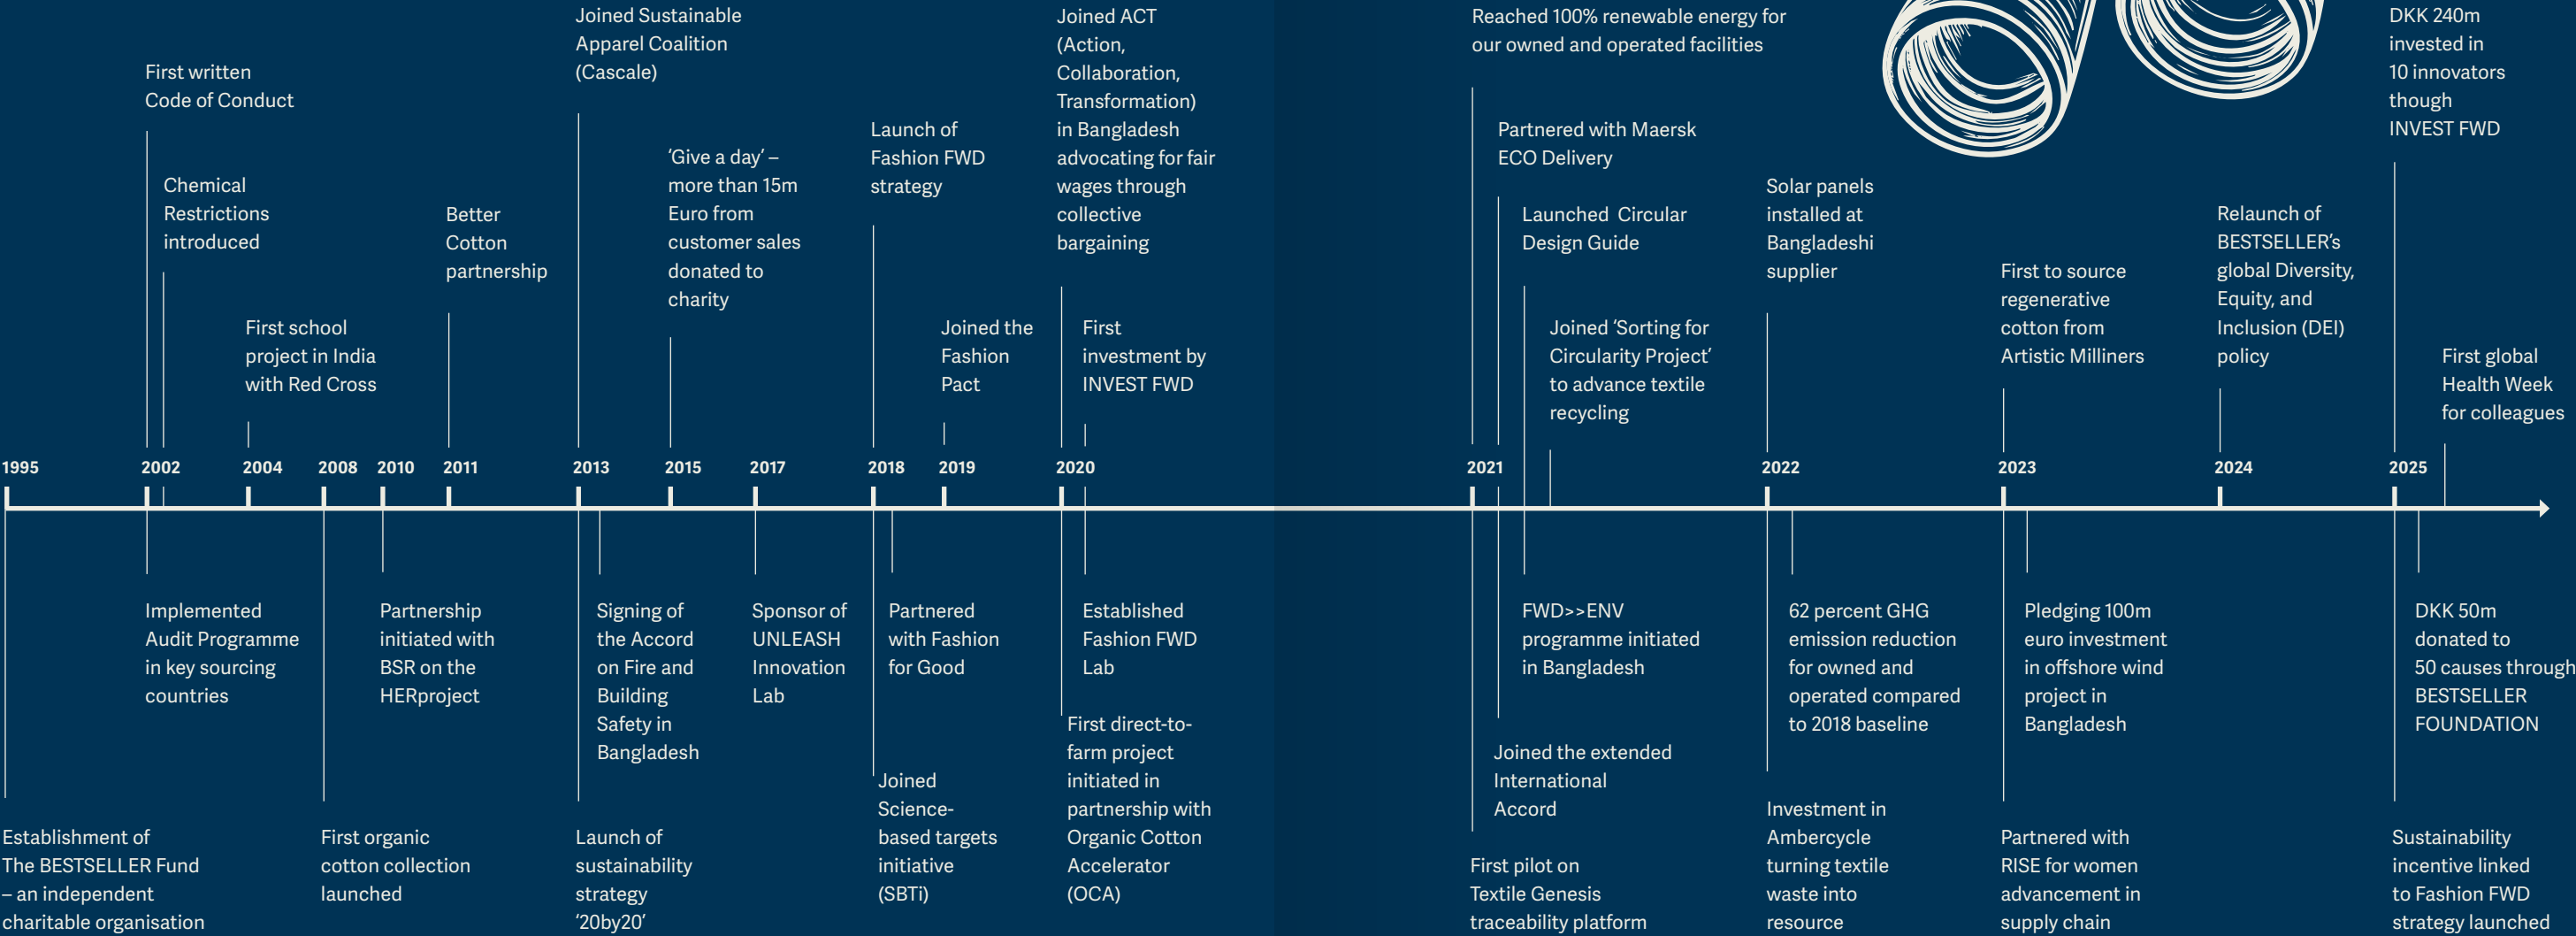 Joined Sustainable
Apparel Coalition
(Cascale)
Joined ACT
(Action,
Collaboration,
Transformation)
in Bangladesh
advocating for fair
wages through
collective
bargaining
Reached 100% renewable energy for
our owned and operated facilities
DKK 240m
invested in
10 innovators
though
INVEST FWD
First written
Code of Conduct
Launch of
Fashion FWD
strategy
Partnered with Maersk
ECO Delivery
Chemical
Restrictions
introduced
Better
Cotton
partnership
'Give a day' –
more than 15m
Euro from
customer sales
donated to
charity
Launched Circular
Design Guide
Solar panels
installed at
Bangladeshi
supplier
Relaunch of
BESTSELLER's
global Diversity,
Equity, and
Inclusion (DEI)
policy
First school
project in India
with Red Cross
Joined the
Fashion
Pact
First
investment by
INVEST FWD
Joined 'Sorting for
Circularity Project'
to advance textile
recycling
First to source
regenerative
cotton from
Artistic Milliners
First global
Health Week
for colleagues
1995 2002 2004 2008 2010 2011 2013 2015 2017 2018 2019 2020 2021 2022 2023 2024 2025
Implemented
Audit Programme
in key sourcing
countries
Partnership
initiated with
BSR on the
HERproject
Signing of
the Accord
on Fire and
Building
Safety in
Bangladesh
Sponsor of
UNLEASH
Innovation
Lab
Partnered
with Fashion
for Good
Established
Fashion FWD
Lab
FWD>>ENV
programme initiated
in Bangladesh
62 percent GHG
emission reduction
for owned and
operated compared
to 2018 baseline
Pledging 100m
euro investment
in offshore wind
project in
Bangladesh
DKK 50m
donated to
50 causes through
BESTSELLER
FOUNDATION
Establishment of
The BESTSELLER Fund
– an independent
charitable organisation
First organic
cotton collection
launched
Launch of
sustainability
strategy
'20by20'
Joined
Science-
based targets
initiative
(SBTi)
First direct-to-
farm project
initiated in
partnership with
Organic Cotton
Accelerator
(OCA)
First pilot on
Textile Genesis
traceability platform
Joined the extended
International
Accord
Investment in
Ambercycle
turning textile
waste into
resource
Partnered with
RISE for women
advancement in
supply chain
Sustainability
incentive linked
to Fashion FWD
strategy launched